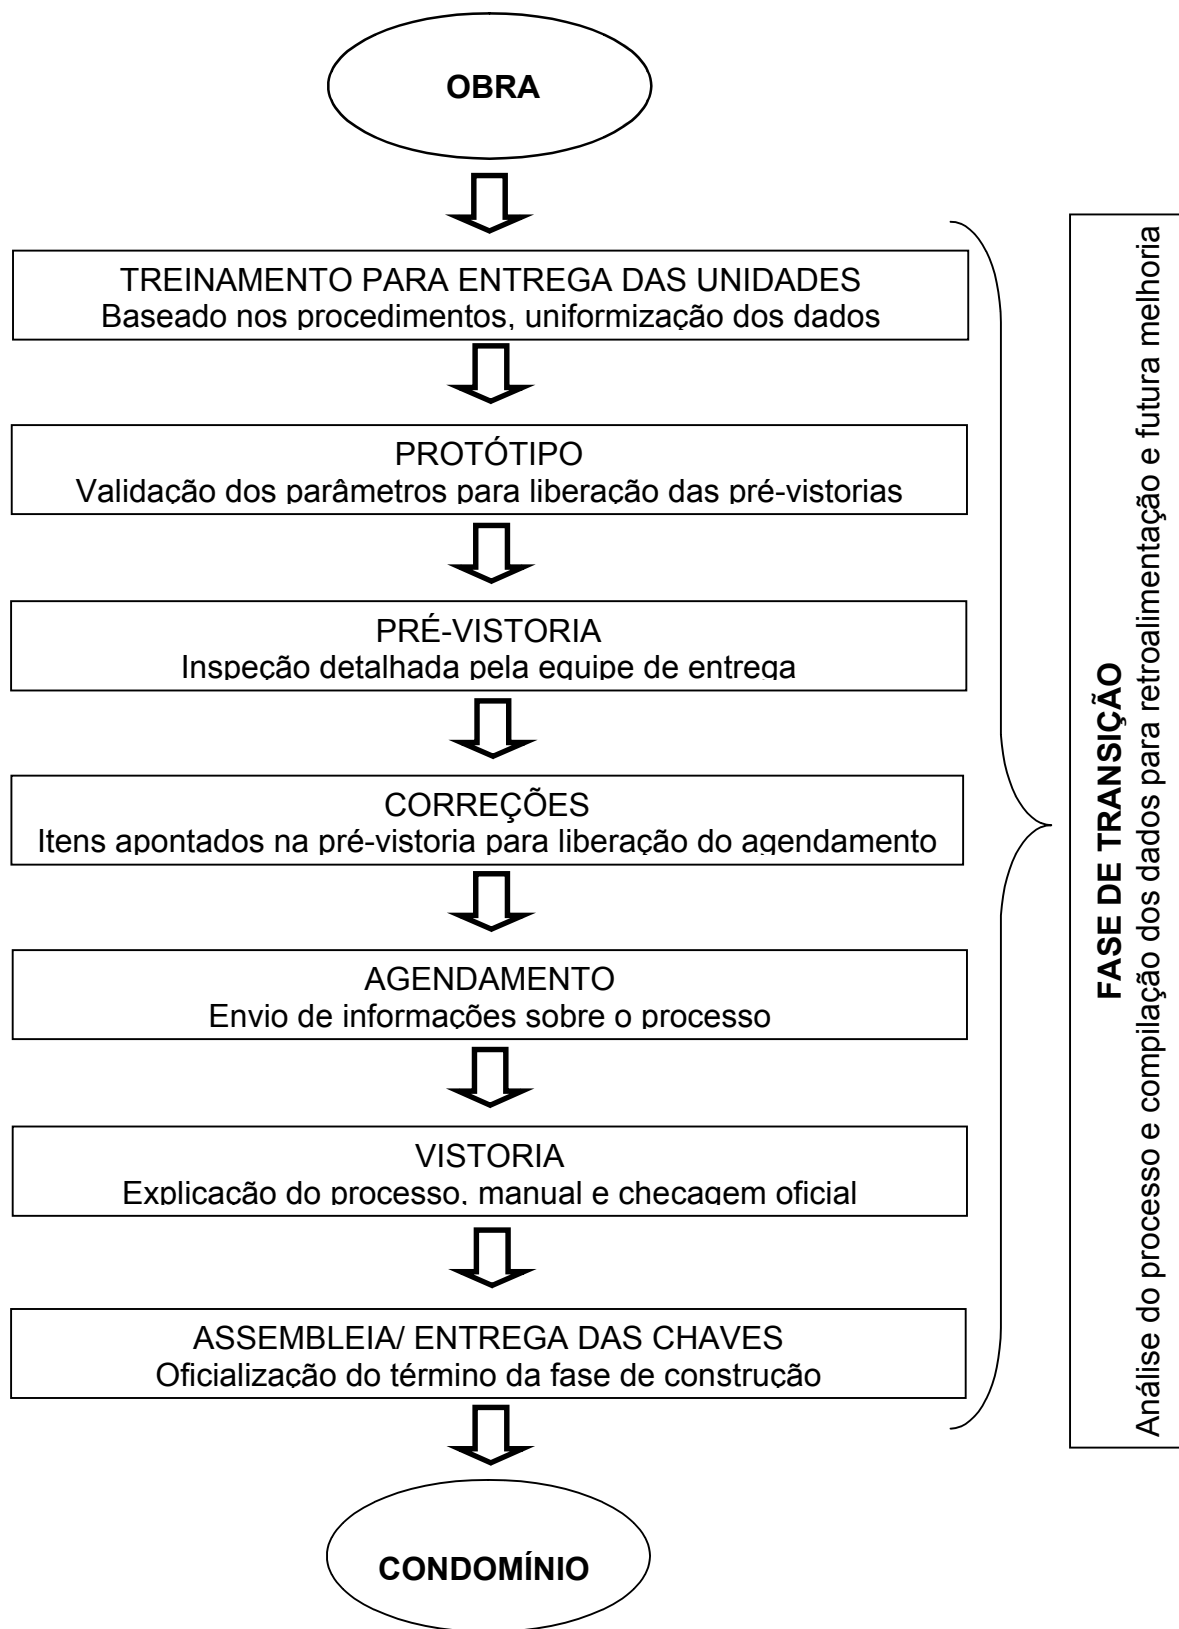 OBRA
TREINAMENTO PARA ENTREGA DAS UNIDADES
Baseado nos procedimentos, uniformização dos dados
PROTÓTIPO
Validação dos parâmetros para liberação das pré-vistorias
PRÉ-VISTORIA
Inspeção detalhada pela equipe de entrega
CORREÇÕES
Itens apontados na pré-vistoria para liberação do agendamento
AGENDAMENTO
Envio de informações sobre o processo
VISTORIA
Explicação do processo, manual e checagem oficial
ASSEMBLEIA/ ENTREGA DAS CHAVES
Oficialização do término da fase de construção
CONDOMÍNIO
FASE DE TRANSIÇÃO
Análise do processo e compilação dos dados para retroalimentação e futura melhoria